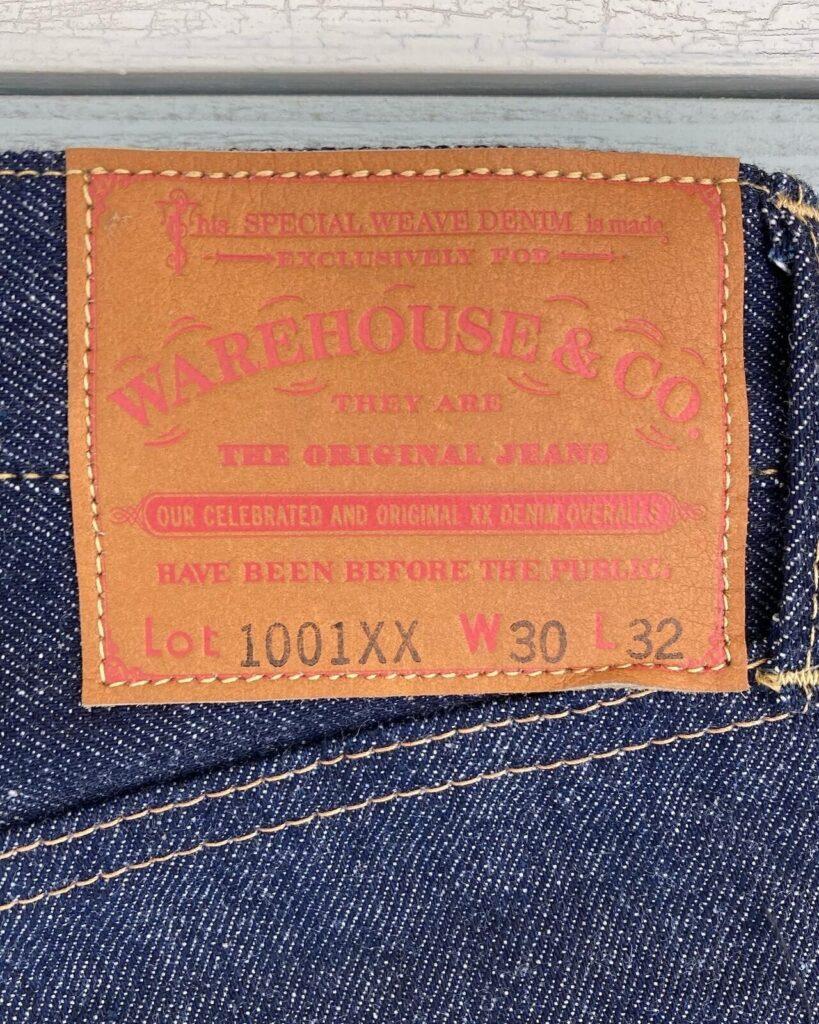 This SPECIAL WEAVE DENIM is made
EXCLUSIVELY FOR
WAREHOUSE & CO.
THEY ARE
THE ORIGINAL JEANS
OUR CELEBRATED AND ORIGINAL XX DENIM OVERALLS
HAVE BEEN BEFORE THE PUBLIC.
Lot 1001XX W30 L32